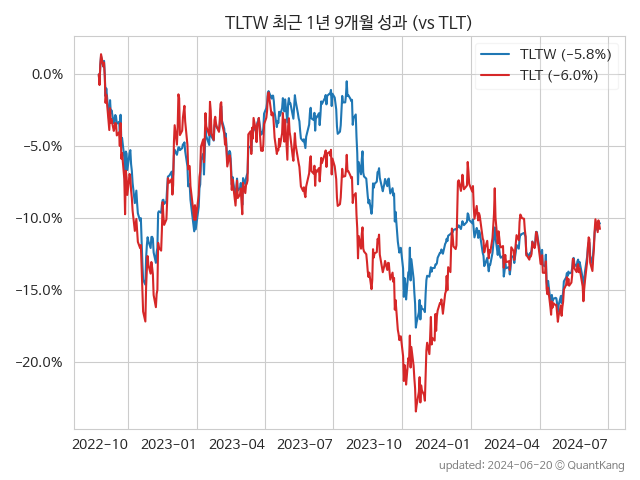 TLTW 최근 1년 9개월 성과 (vs TLT)
TLTW (−5.8%)
TLT (−6.0%)
0.0%
−5.0%
−10.0%
−15.0%
−20.0%
2022−10 2023−01 2023−04 2023−07 2023−10 2024−01 2024−04 2024−07
updated: 2024-06-20 © QuantKang